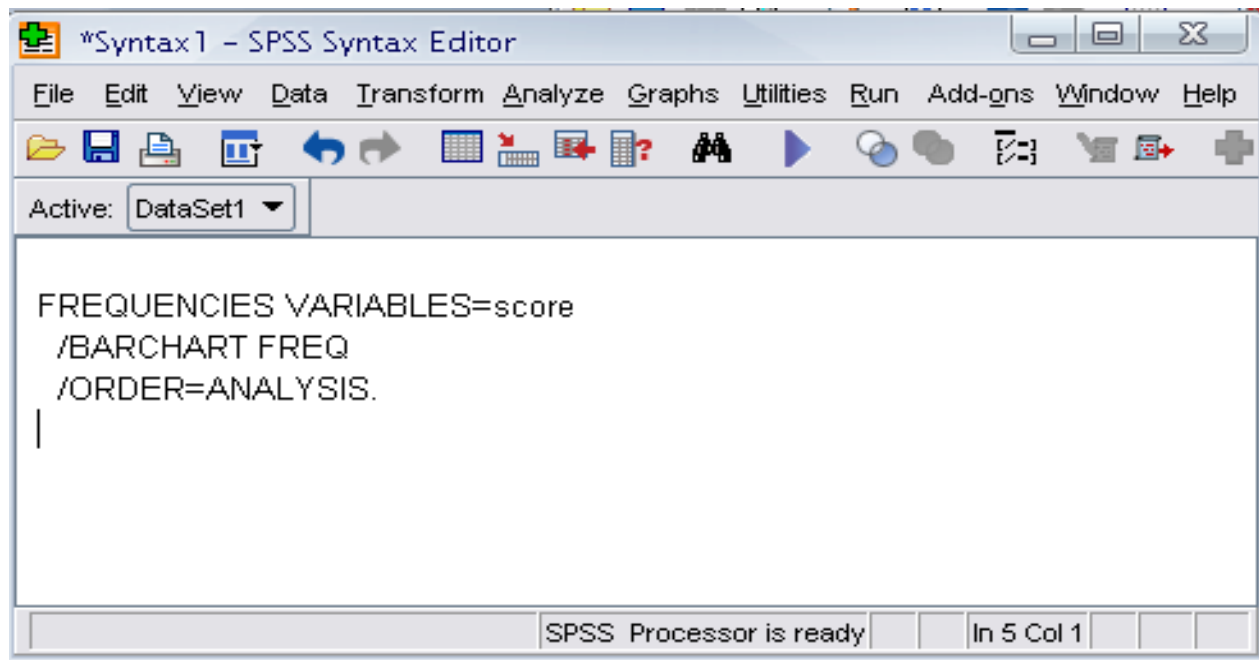 *Syntax1 - SPSS Syntax Editor
File Edit View Data Transform Analyze Graphs Utilities Run Add-ons Window Help
Active: DataSet1
FREQUENCIES VARIABLES=score
/BARCHART FREQ
/ORDER=ANALYSIS.
SPSS Processor is ready In 5 Col 1